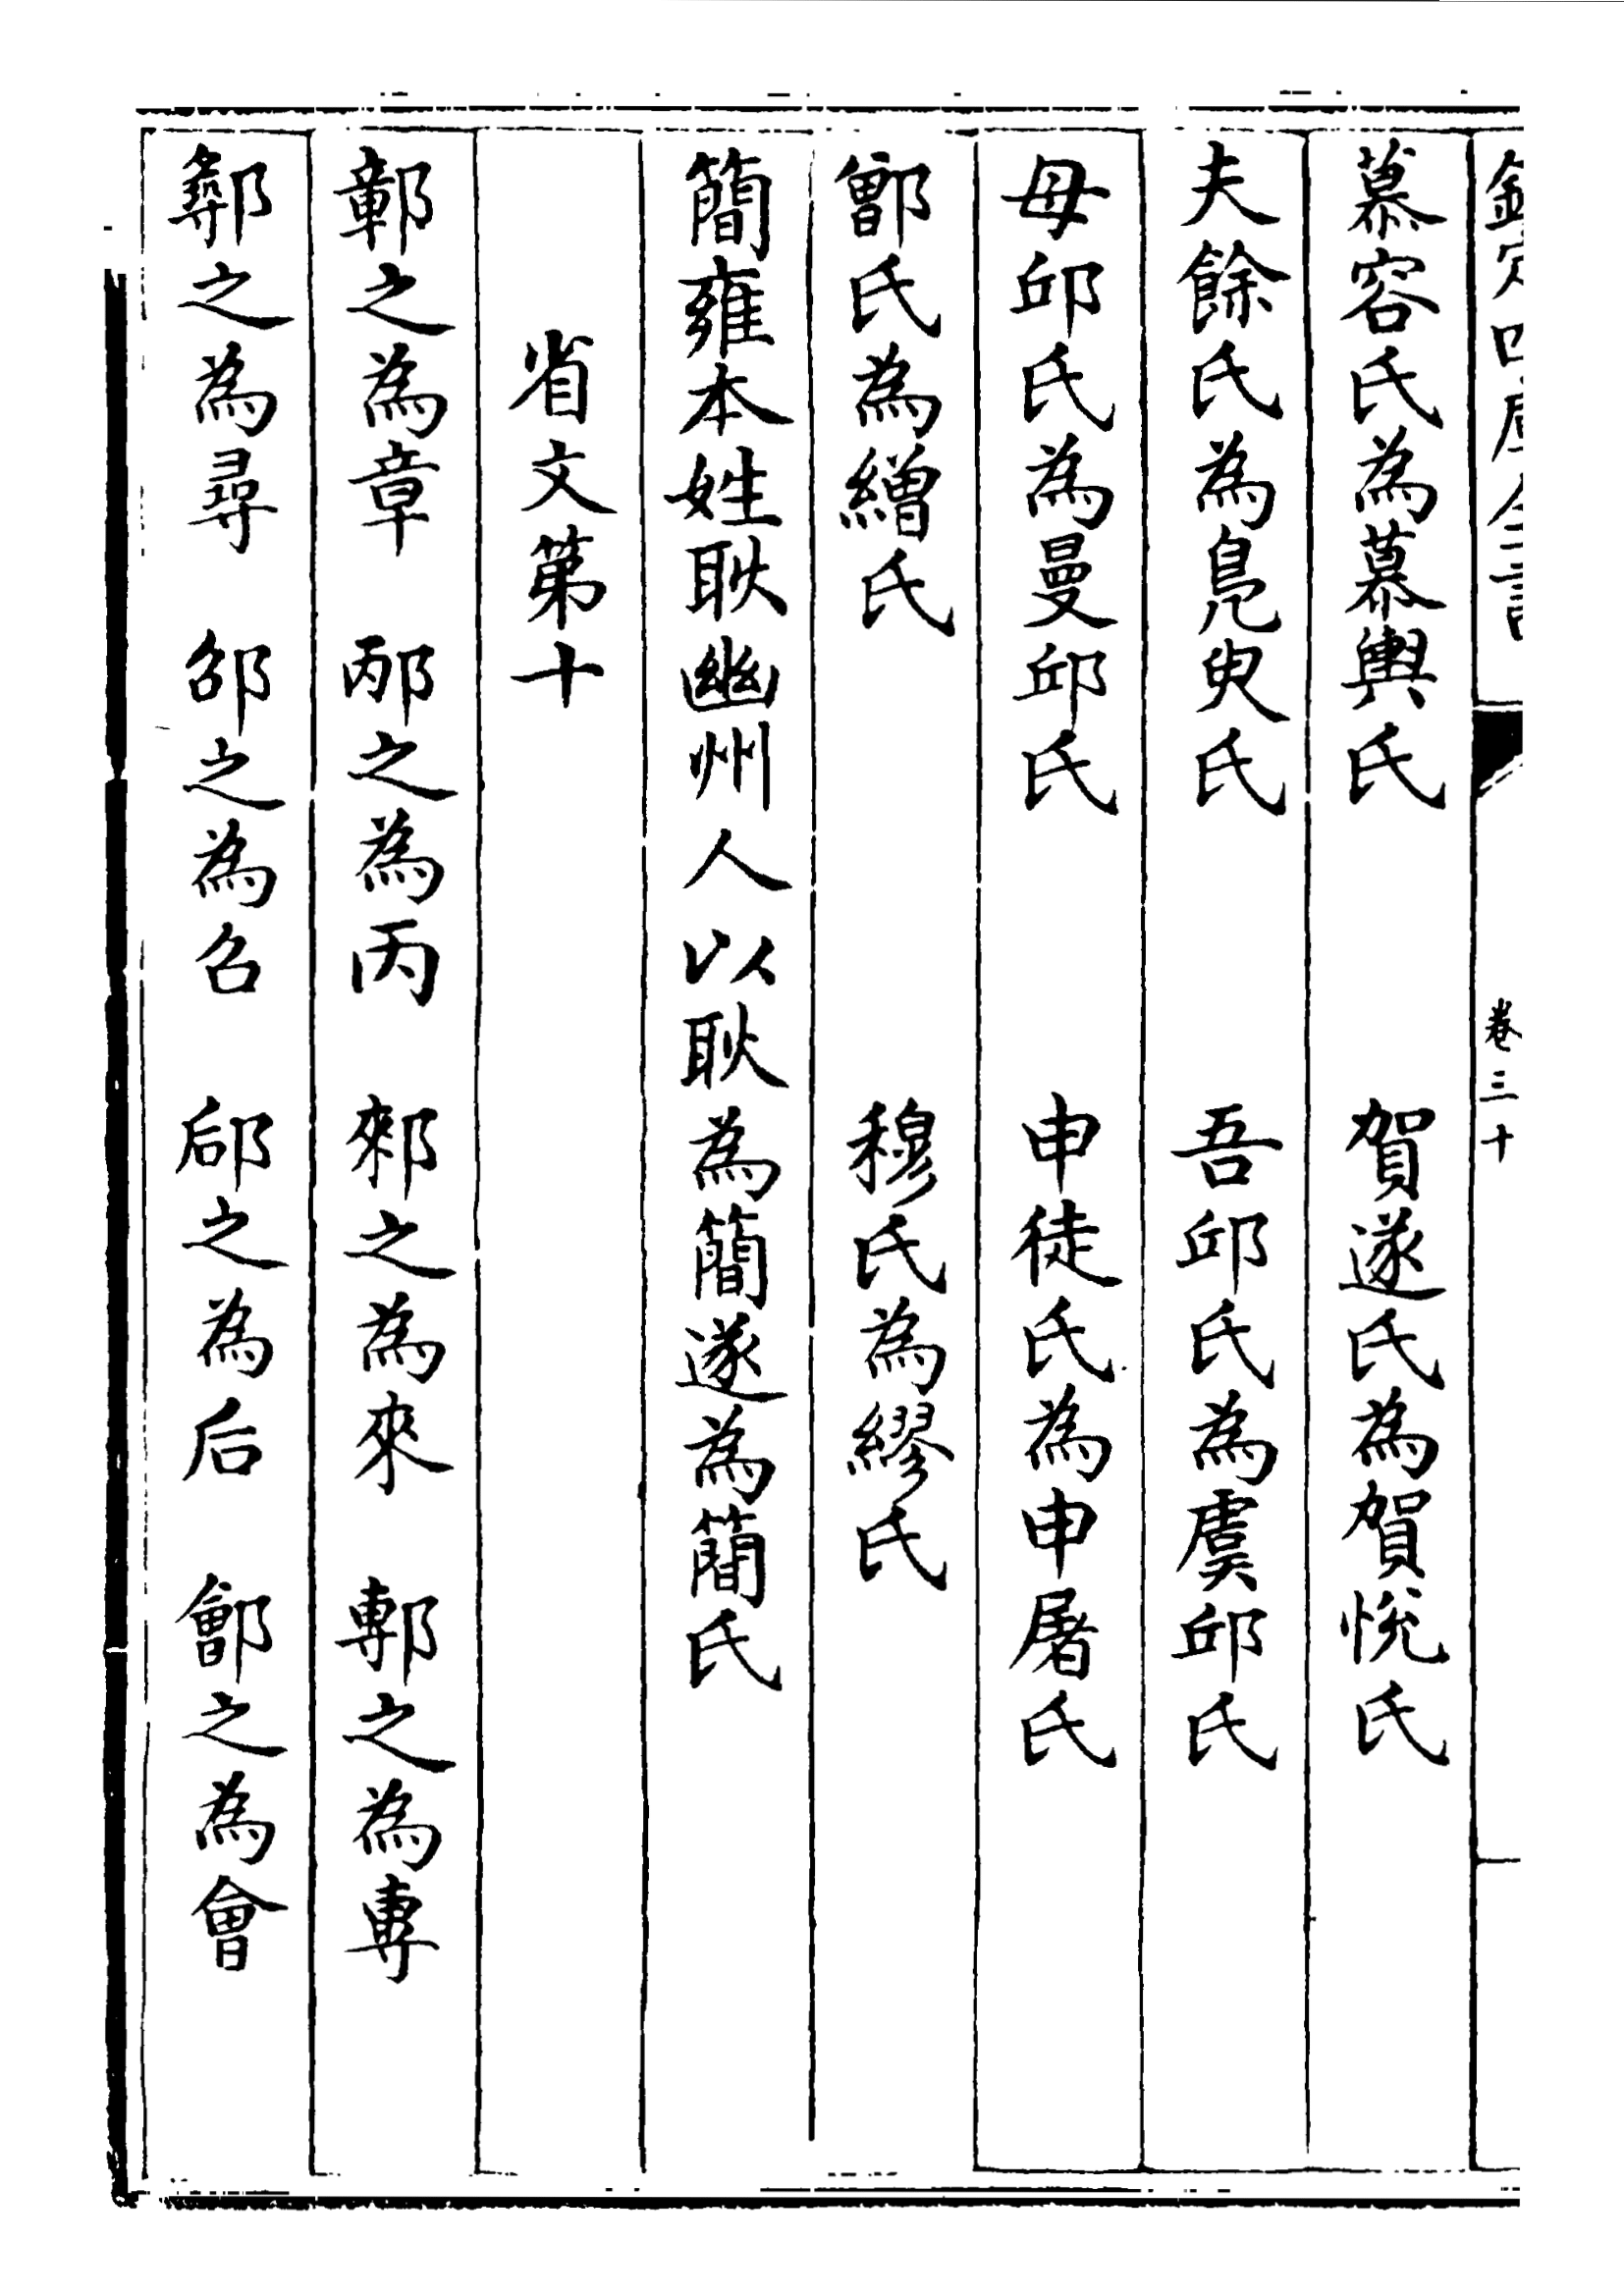 欽定四庫全書
卷三十
慕容氏為慕輿氏　賀遂氏為賀悅氏
夫餘氏為鳧臾氏　吾邱氏為虞邱氏
毋邱氏為曼邱氏　申徒氏為申屠氏
鄫氏為繒氏　穆氏為繆氏
簡雍本姓耿幽州人以耿為簡遂為簡氏
省文第十
鄣之為章　邴之為丙　郲之為來　鄟之為專
鄩之為尋　邵之為召　郈之為后　鄶之為會